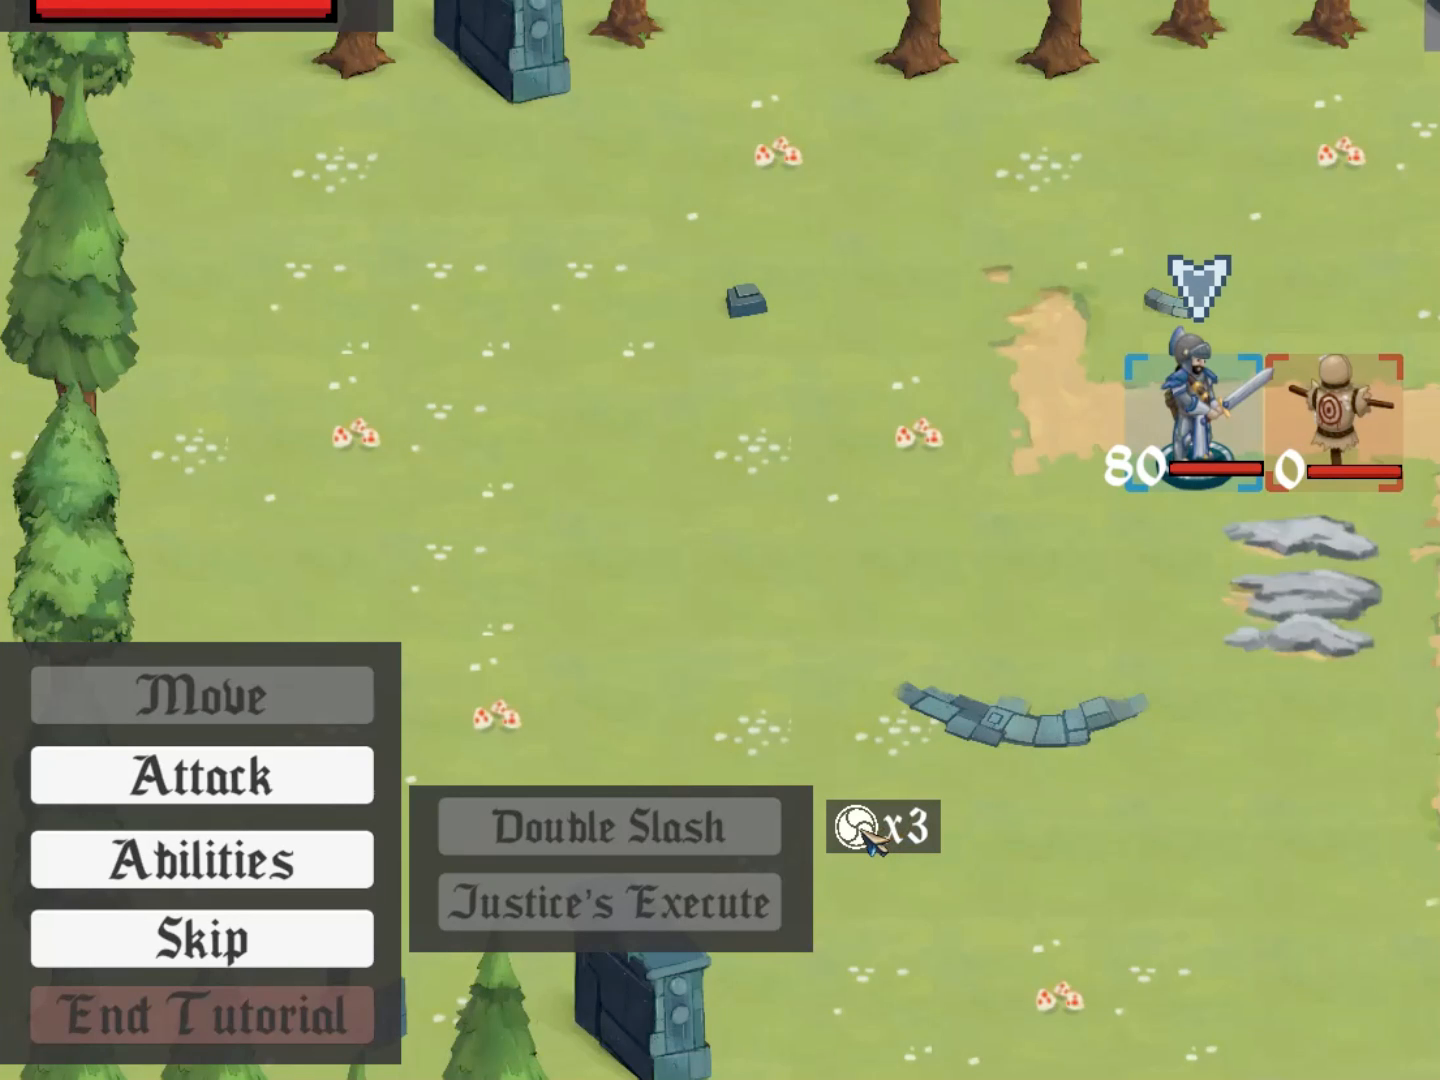 80
0
Move
Attack
Double Slash
x3
Abilities
Justice's Execute
Skip
End Tutorial